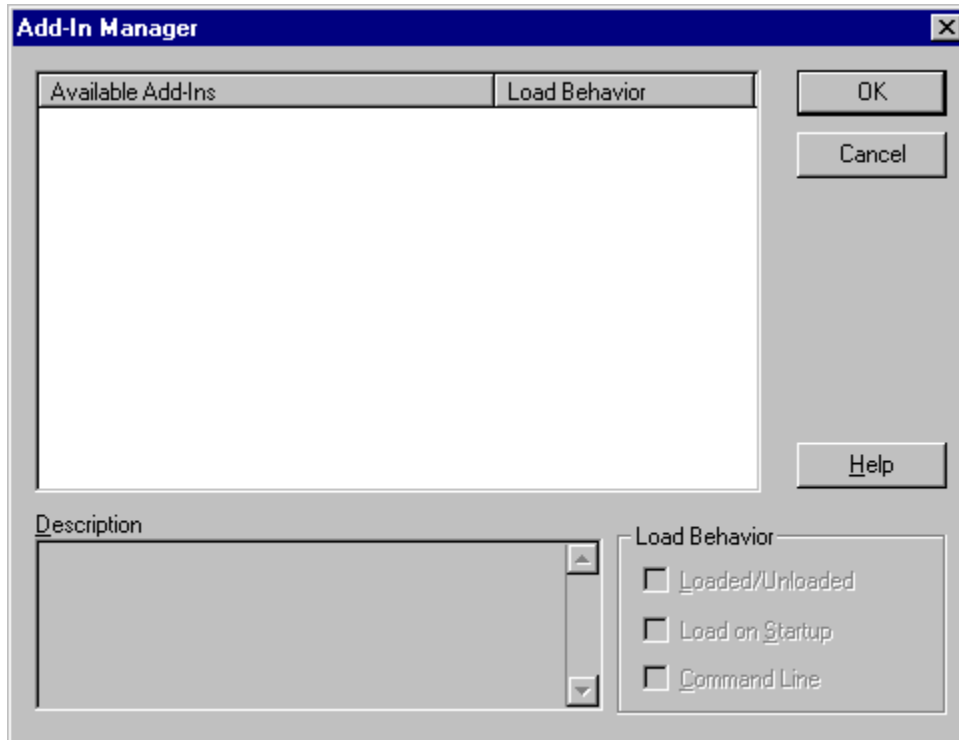 Add-In Manager
Available Add-Ins
Load Behavior
OK
Cancel
Help
Description
Load Behavior
Loaded/Unloaded
Load on Startup
Command Line